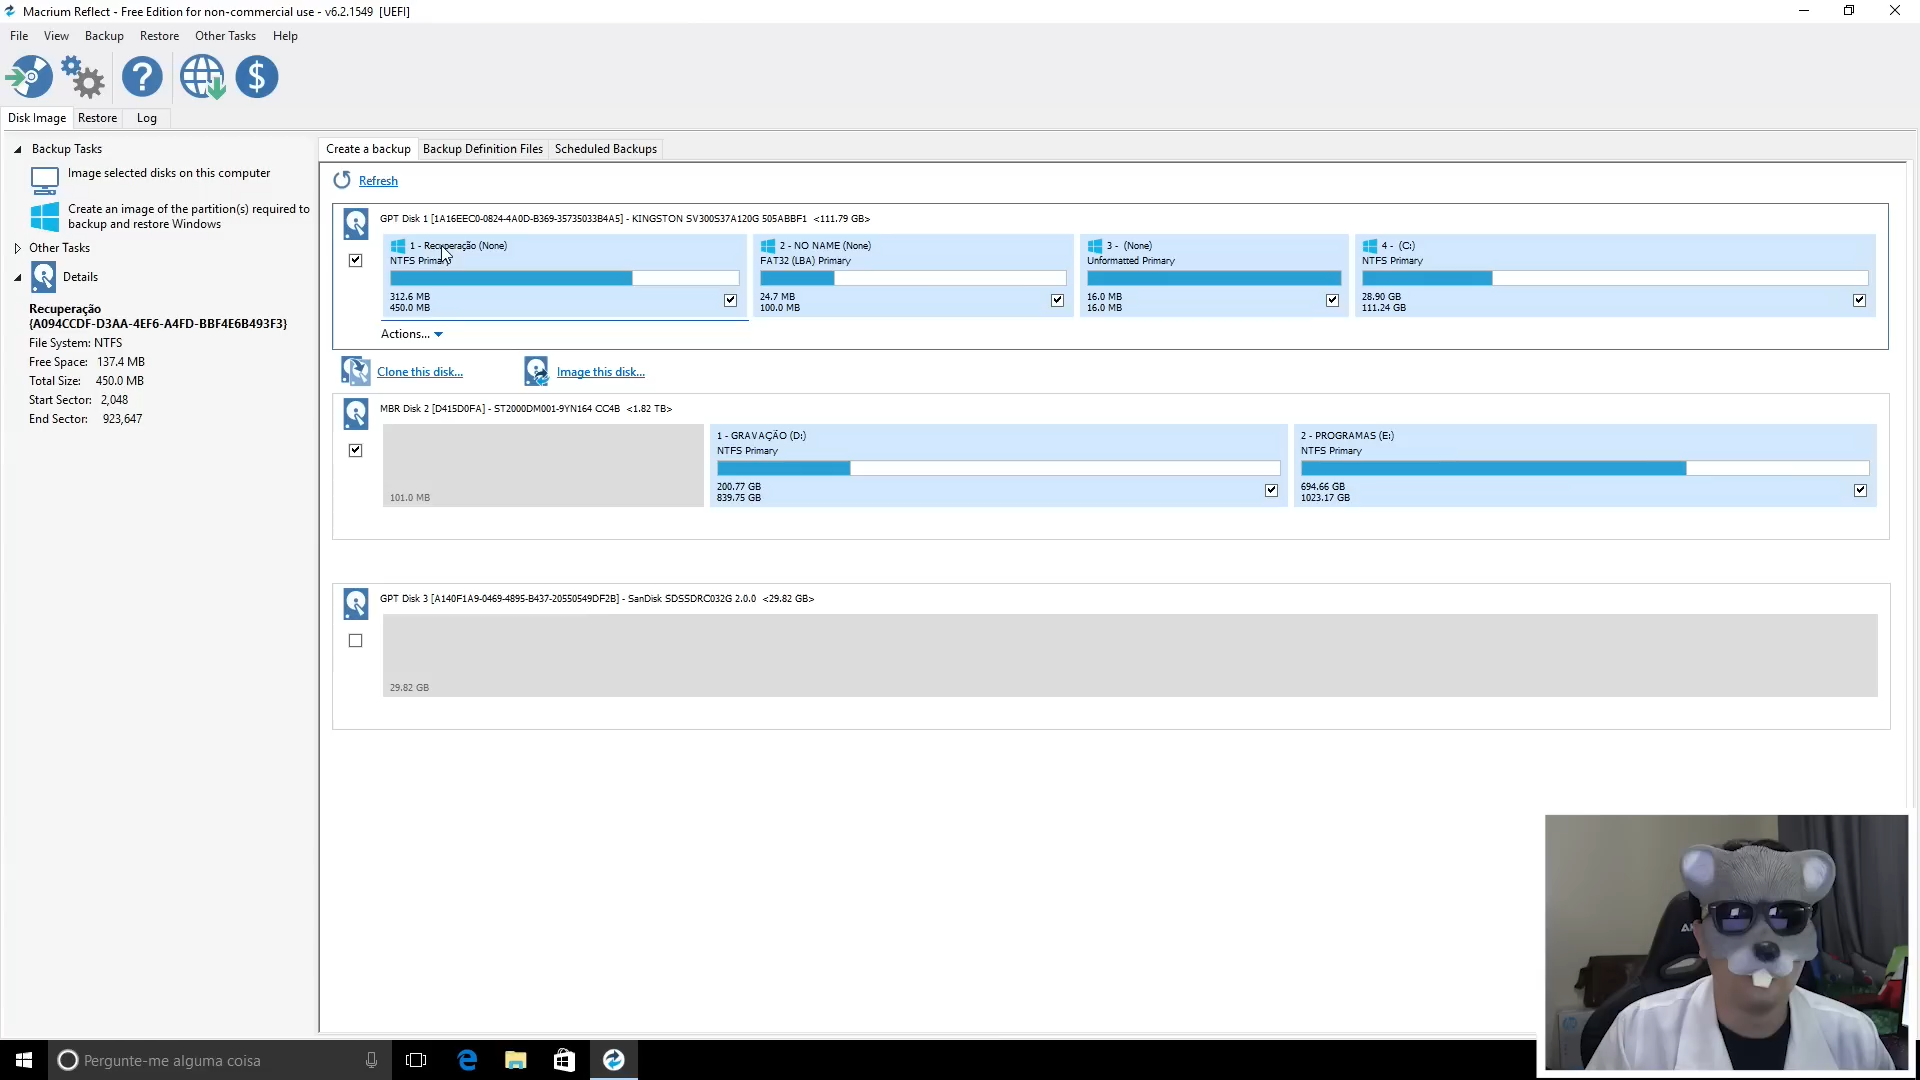 Macrium Reflect - Free Edition for non-commercial use - v6.2.1549 [UEFI]
File View Backup Restore Other Tasks Help
Disk Image Restore Log
Backup Tasks
Image selected disks on this computer
Create an image of the partition(s) required to
backup and restore Windows
Other Tasks
Details
Recuperação
{A094CCDF-D3AA-4EF6-A4FD-BBF4E6B493F3}
File System: NTFS
Free Space: 137.4 MB
Total Size: 450.0 MB
Start Sector: 2,048
End Sector: 923,647
Create a backup Backup Definition Files Scheduled Backups
Refresh
GPT Disk 1 [1A16EEC0-0824-4A0D-B369-35735033B4A5] - KINGSTON SV300S37A120G 505ABBF1 <111.79 GB>
1 - Recuperação (None)
NTFS Primary
312.6 MB
450.0 MB
2 - NO NAME (None)
FAT32 (LBA) Primary
24.7 MB
100.0 MB
3 - (None)
Unformatted Primary
16.0 MB
16.0 MB
4 - (C:)
NTFS Primary
28.90 GB
111.24 GB
Actions...
Clone this disk... Image this disk...
MBR Disk 2 [D415D0FA] - ST2000DM001-9YN164 CC4B <1.82 TB>
101.0 MB
1 - GRAVAÇÃO (D:)
NTFS Primary
200.77 GB
839.75 GB
2 - PROGRAMAS (E:)
NTFS Primary
694.66 GB
1023.17 GB
GPT Disk 3 [A140F1A9-0469-4895-B437-20550549DF2B] - SanDisk SDSSDRC032G 2.0.0 <29.82 GB>
29.82 GB
Pergunte-me alguma coisa